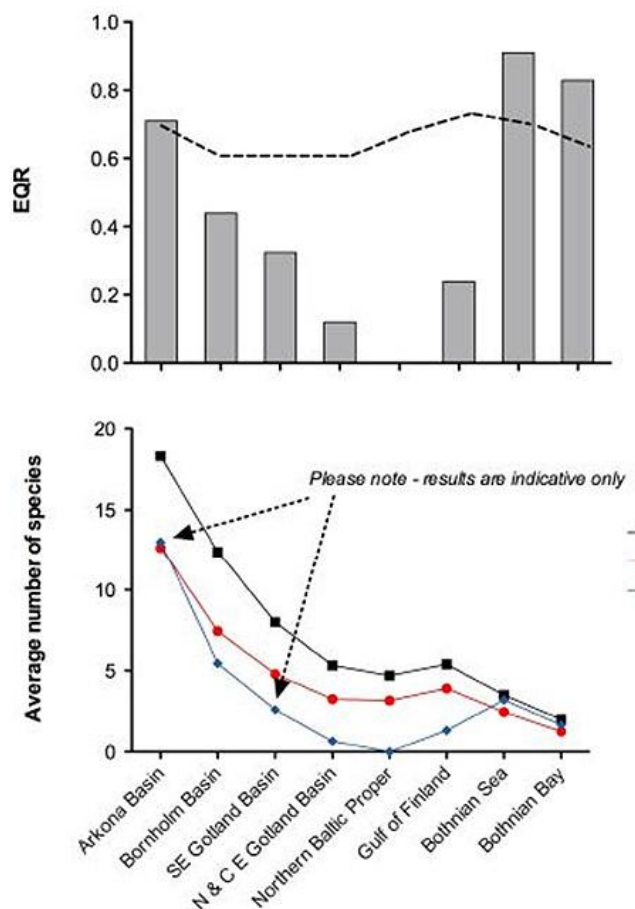 1.0
0.8
0.6
0.4
0.2
0.0
EQR
20
15
10
5
0
Average number of species
Please note - results are indicative only
Arkona Basin
Bornholm Basin
SE Gotland Basin
N & C E Gotland Basin
Northern Baltic Proper
Gulf of Finland
Bothnian Sea
Bothnian Bay